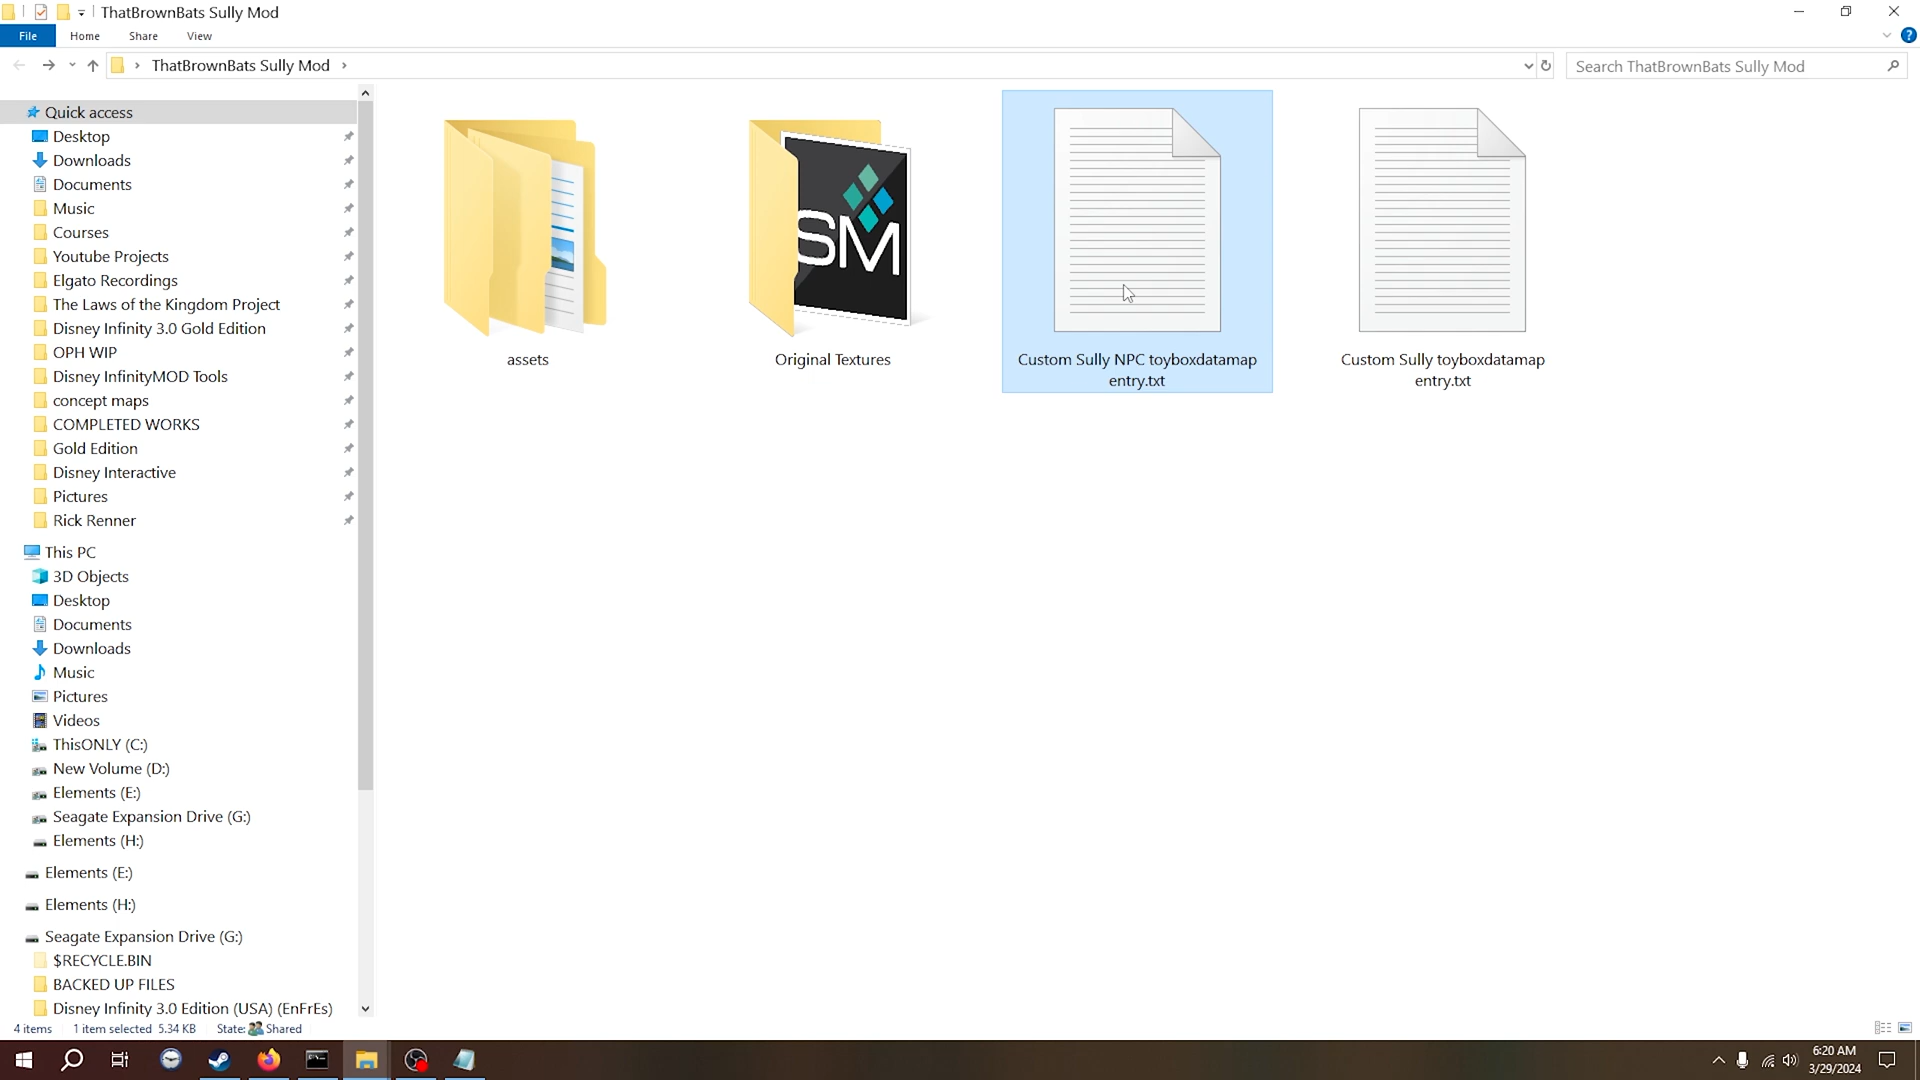 ThatBrownBats Sully Mod
File
Home
Share
View
ThatBrownBats Sully Mod
Search ThatBrownBats Sully Mod
Quick access
Desktop
Downloads
Documents
Music
Courses
Youtube Projects
Elgato Recordings
The Laws of the Kingdom Project
Disney Infinity 3.0 Gold Edition
OPH WIP
Disney InfinityMOD Tools
concept maps
COMPLETED WORKS
Gold Edition
Disney Interactive
Pictures
Rick Renner
This PC
3D Objects
Desktop
Documents
Downloads
Music
Pictures
Videos
ThisONLY (C:)
New Volume (D:)
Elements (E:)
Seagate Expansion Drive (G:)
Elements (H:)
Elements (E:)
Elements (H:)
Seagate Expansion Drive (G:)
$RECYCLE.BIN
BACKED UP FILES
Disney Infinity 3.0 Edition (USA) (EnFrEs)
SM
assets
Original Textures
Custom Sully NPC toyboxdatamap
entry.txt
Custom Sully toyboxdatamap
entry.txt
4 items
1 item selected 5.34 KB
State: Shared
6:20 AM
3/29/2024